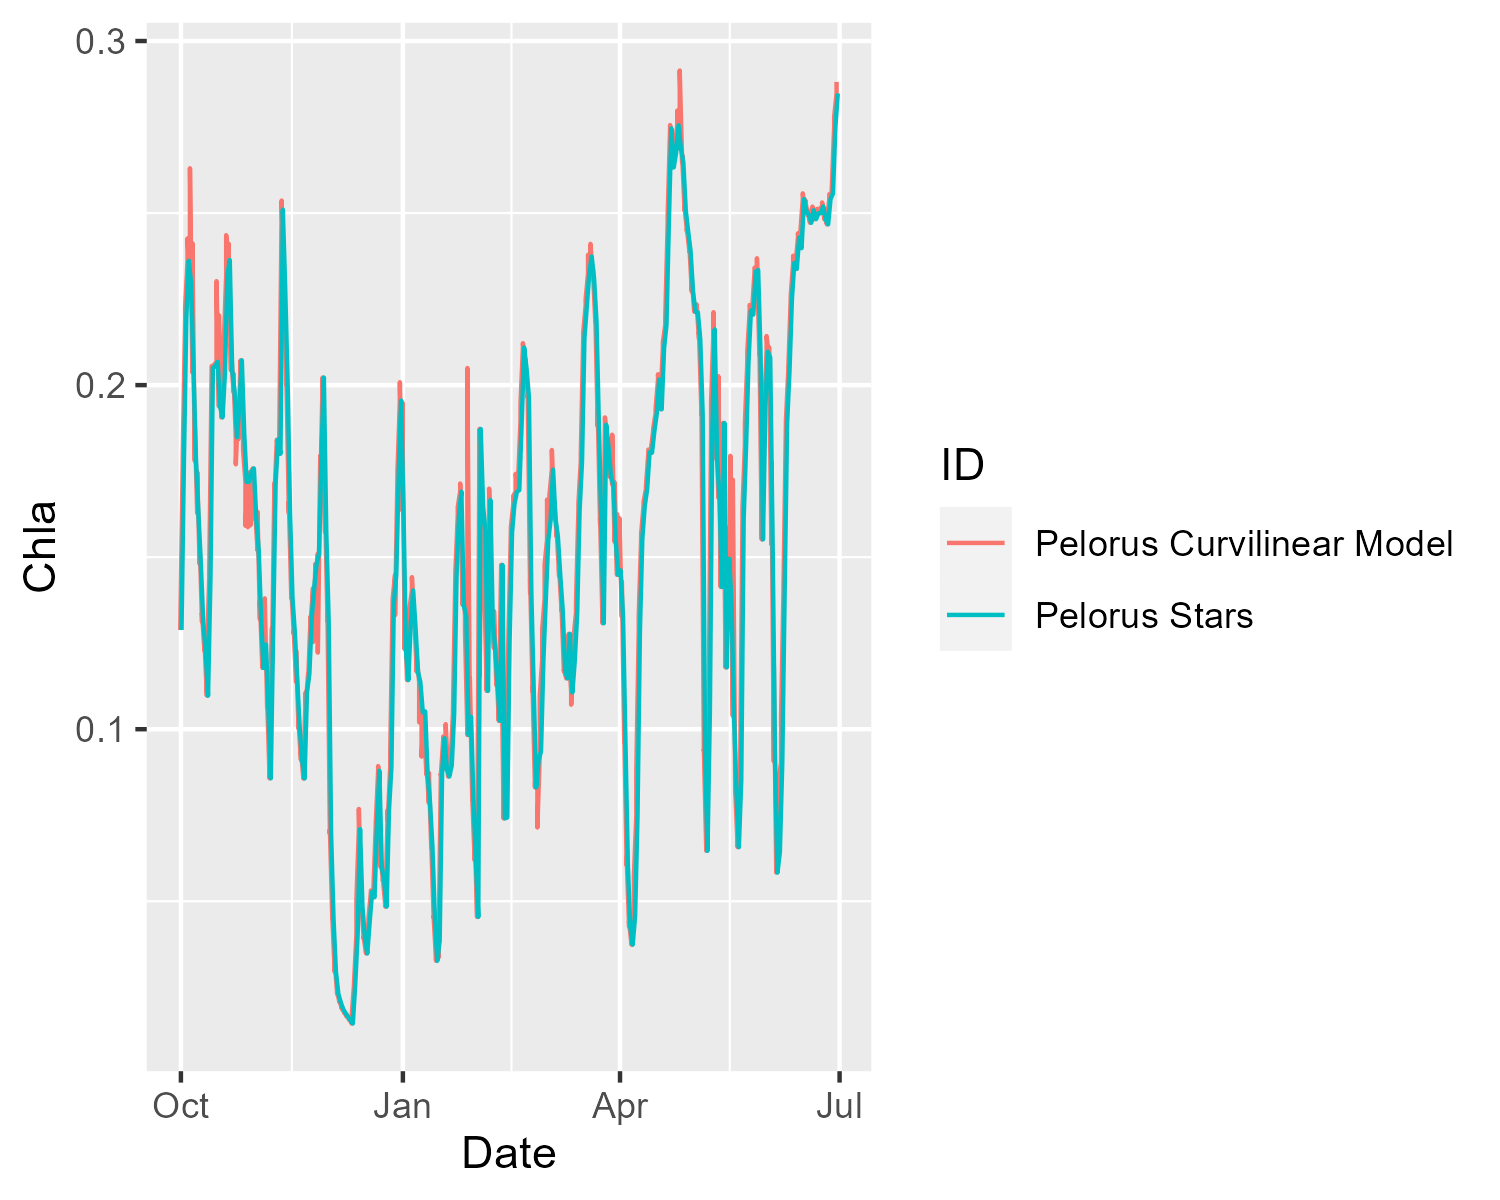 0.3
0.2
0.1
Chla
Oct
Jan
Apr
Jul
Date
ID
Pelorus Curvilinear Model
Pelorus Stars